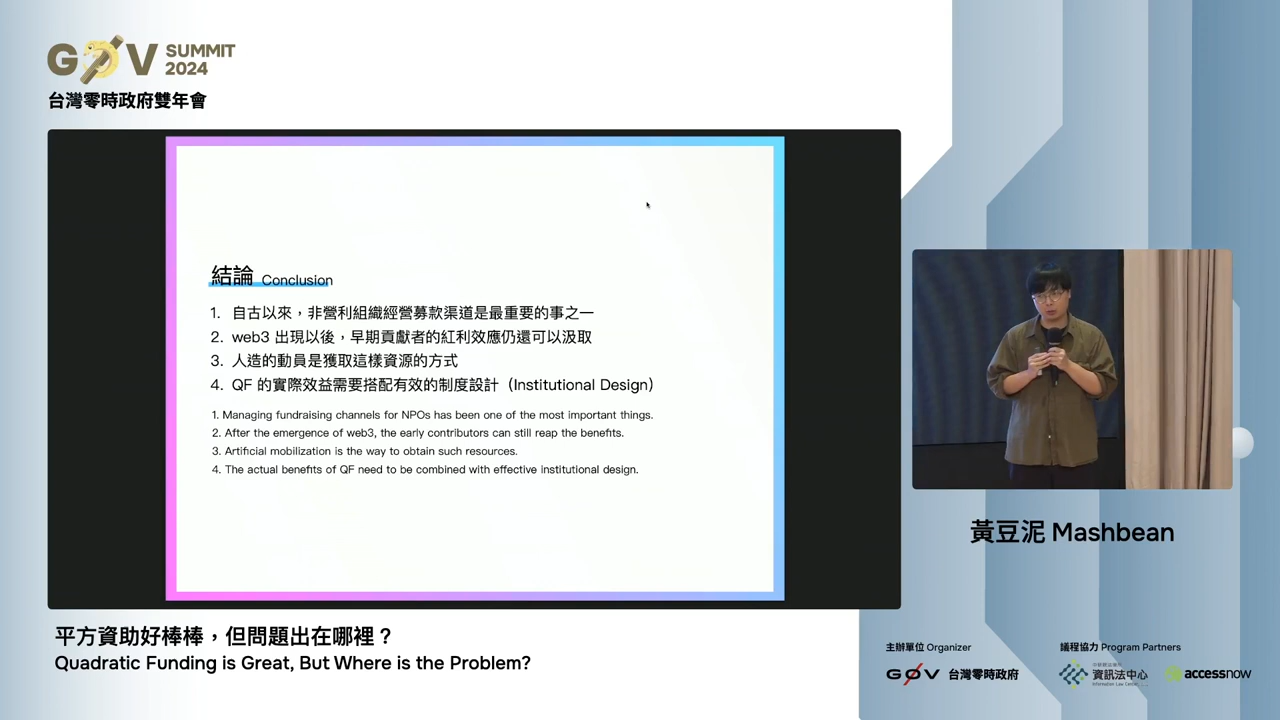 G0V SUMMIT 2024
台灣零時政府雙年會
結論 Conclusion
1. 自古以來，非營利組織經營募款渠道是最重要的事之一
2. web3 出現以後，早期貢獻者的紅利效應仍還可以汲取
3. 人造的動員是獲取這樣資源的方式
4. QF 的實際效益需要搭配有效的制度設計（Institutional Design）
1. Managing fundraising channels for NPOs has been one of the most important things.
2. After the emergence of web3, the early contributors can still reap the benefits.
3. Artificial mobilization is the way to obtain such resources.
4. The actual benefits of QF need to be combined with effective institutional design.
黃豆泥 Mashbean
平方資助好棒棒，但問題出在哪裡？
Quadratic Funding is Great, But Where is the Problem?
主辦單位 Organizer
G0V 台灣零時政府
議程協力 Program Partners
資訊法中心
Information Law Center
accessnow